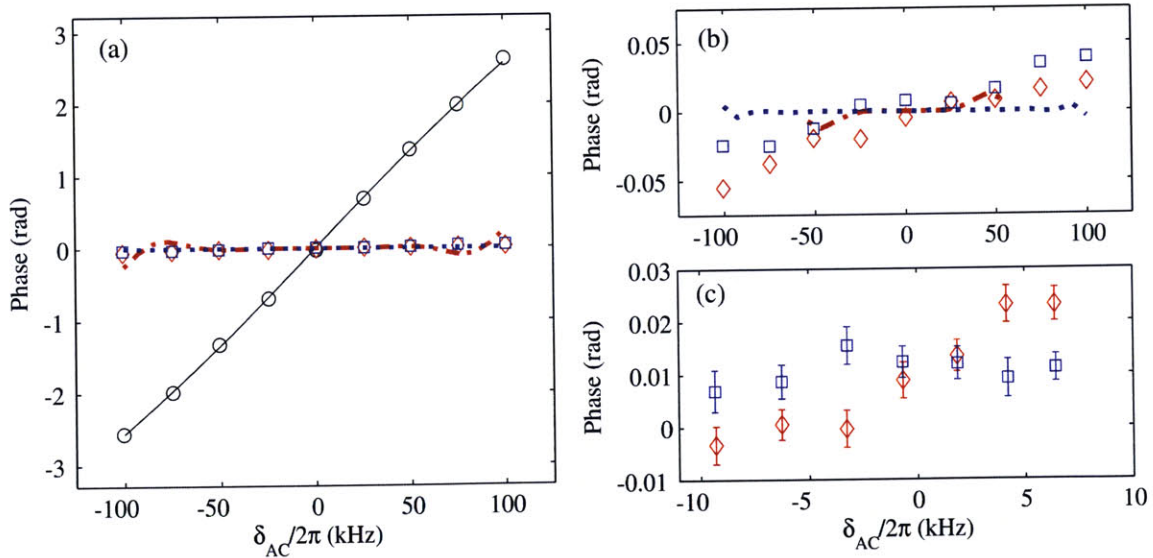 (a)
3
2
1
0
-1
-2
-3
Phase (rad)
-100 -50 0 50 100
δAC/2π (kHz)
(b)
0.05
0
-0.05
Phase (rad)
-100 -50 0 50 100
(c)
0.03
0.02
0.01
0
-0.01
Phase (rad)
-10 -5 0 5 10
δAC/2π (kHz)